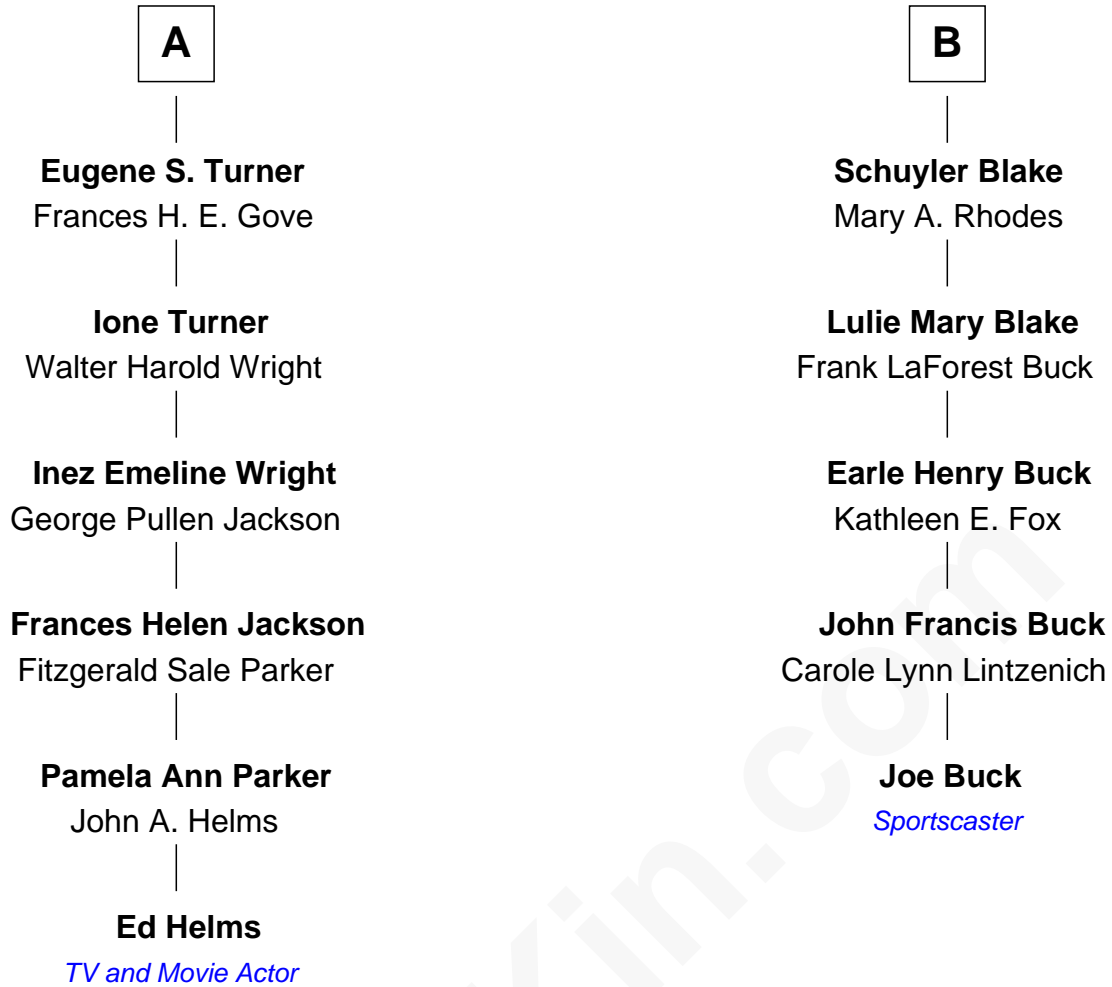 A
Eugene S. Turner
Frances H. E. Gove
Ione Turner
Walter Harold Wright
Inez Emeline Wright
George Pullen Jackson
Frances Helen Jackson
Fitzgerald Sale Parker
Pamela Ann Parker
John A. Helms
Ed Helms
TV and Movie Actor
B
Schuyler Blake
Mary A. Rhodes
Lulie Mary Blake
Frank LaForest Buck
Earle Henry Buck
Kathleen E. Fox
John Francis Buck
Carole Lynn Lintzenich
Joe Buck
Sportscaster
Kin.com